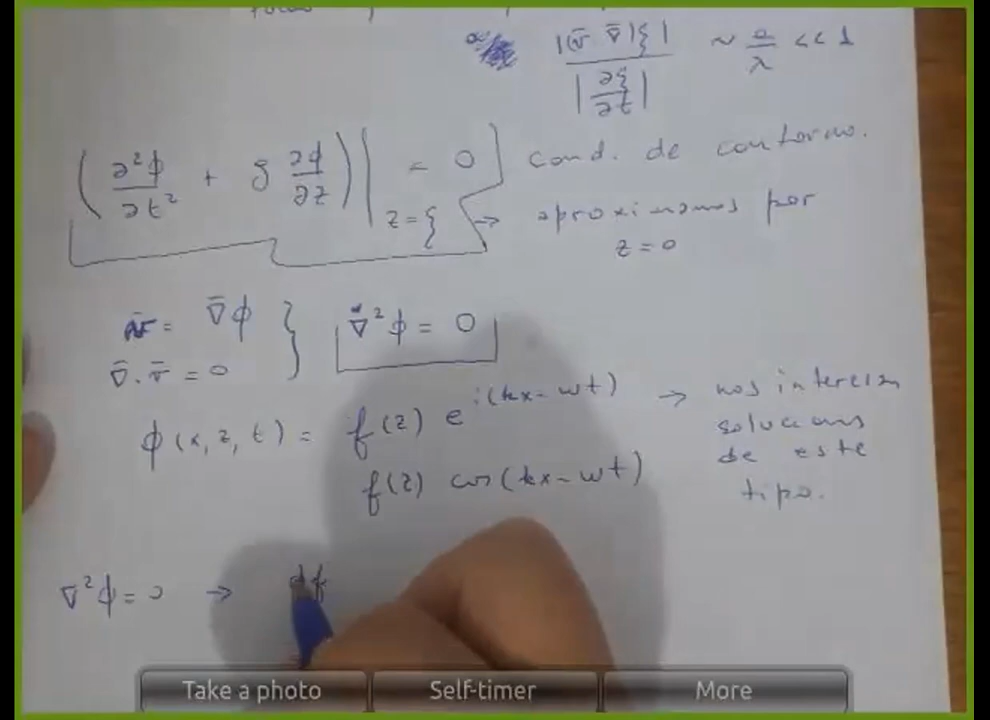 |(v̄·∇̄)ξ| / |∂ξ/∂t| ~ a/λ << 1
(∂²ϕ/∂t² + g ∂ϕ/∂z)|z=ξ = 0 cond. de contorno.
→ aproximamos por
z=0
v̄ = ∇̄ϕ } ∇²ϕ = 0
∇̄·v̄ = 0
ϕ(x,z,t) = f(z) e^i(kx-wt) → nos interesan
f(z) cos(kx-wt) soluciones
de este
tipo.
∇²ϕ=0 →
Take a photo Self-timer More